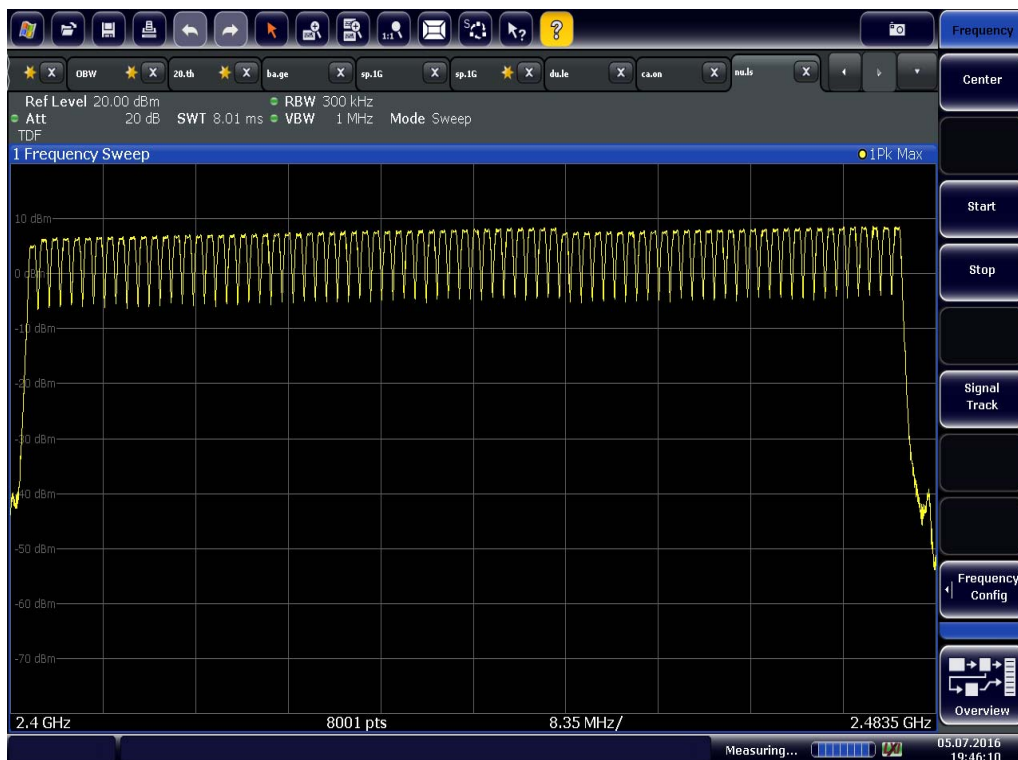 1:1
S
?
?
Frequency
X OBW X 20.th X ba.ge X sp.1G X sp.1G X du.le X ca.on X nu.ls X
Ref Level 20.00 dBm RBW 300 kHz
Att 20 dB SWT 8.01 ms VBW 1 MHz Mode Sweep
TDF
1 Frequency Sweep 1Pk Max
10 dBm
0 dBm
-10 dBm
-20 dBm
-30 dBm
-40 dBm
-50 dBm
-60 dBm
-70 dBm
2.4 GHz 8001 pts 8.35 MHz/ 2.4835 GHz
Center
Start
Stop
Signal
Track
Frequency
Config
Overview
Measuring... 05.07.2016
19:46:10